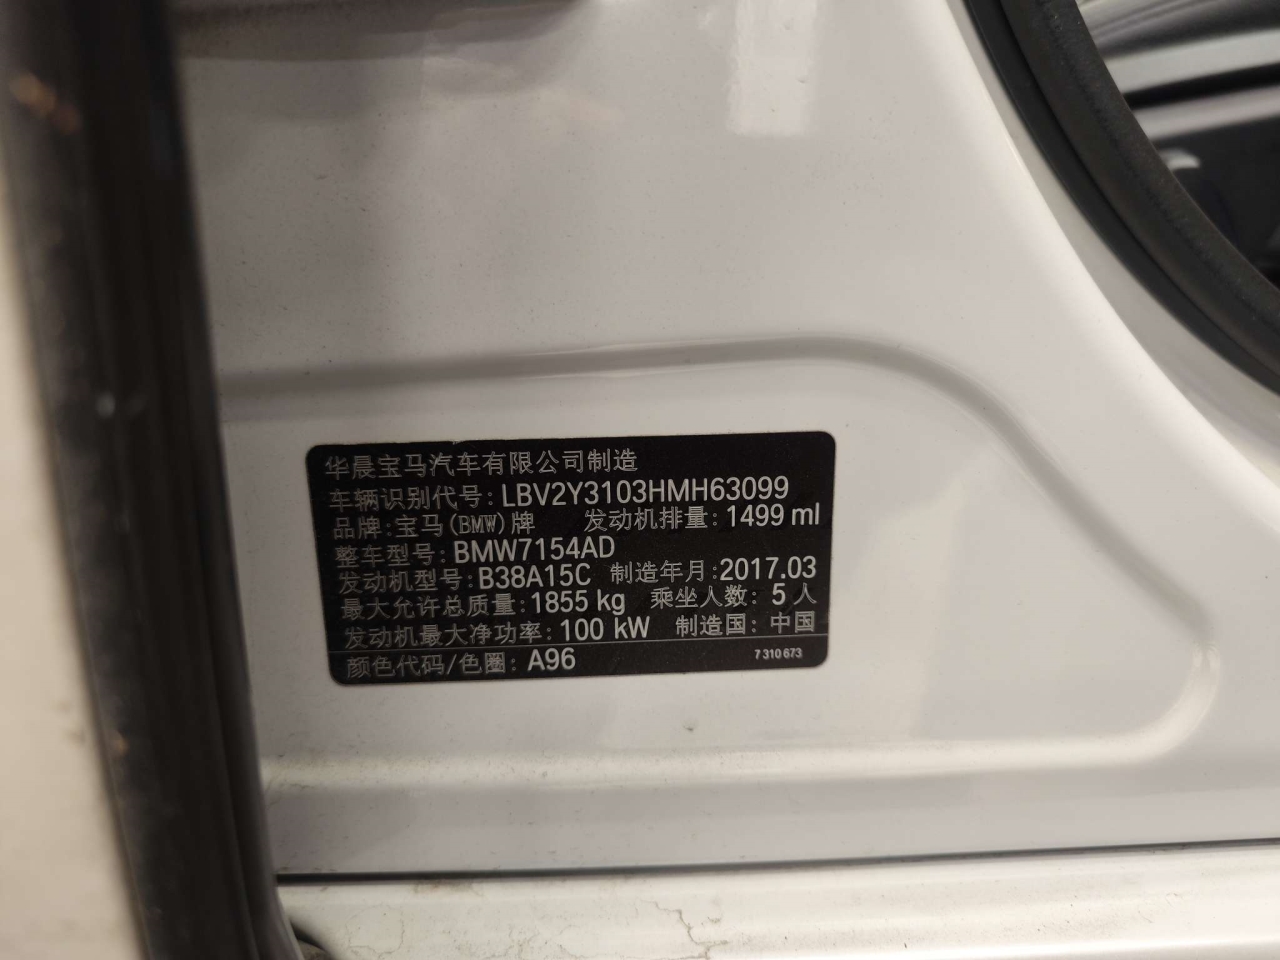 华晨宝马汽车有限公司制造
车辆识别代号: LBV2Y3103HMH63099
品牌: 宝马(BMW)牌 发动机排量: 1499 ml
整车型号: BMW7154AD
发动机型号: B38A15C 制造年月: 2017.03
最大允许总质量: 1855 kg 乘坐人数: 5 人
发动机最大净功率: 100 kW 制造国: 中国
颜色代码/色圈: A96 7 310 673